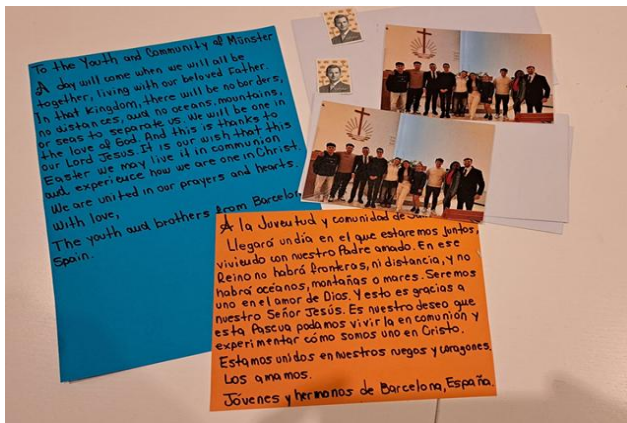 To the Youth and Community of Münster
A day will come when we will all be
together, living with our beloved Father.
In that Kingdom, there will be no borders,
no distances, and no oceans, mountains,
or seas to separate us. We will be one in
the love of God. And this is thanks to
our Lord Jesus. It is our wish that this
Easter we may live it in communion
and experience how we are one in Christ.
We are united in our prayers and hearts.
With love,
The youth and brothers from Barcelona
Spain.
A la Juventud y comunidad de
Llegará un día en el que estaremos juntos,
viviendo con nuestro Padre amado. En ese
Reino no habrá fronteras, ni distancia, y no
habrá océanos, montañas o mares. Seremos
uno en el amor de Dios. Y esto es gracias a
nuestro Señor Jesús. Es nuestro deseo que
esta Pascua podamos vivirla en comunión y
experimentar cómo somos uno en Cristo.
Estamos unidos en nuestros ruegos y corazones.
Los amamos.
Jóvenes y hermanos de Barcelona, España.